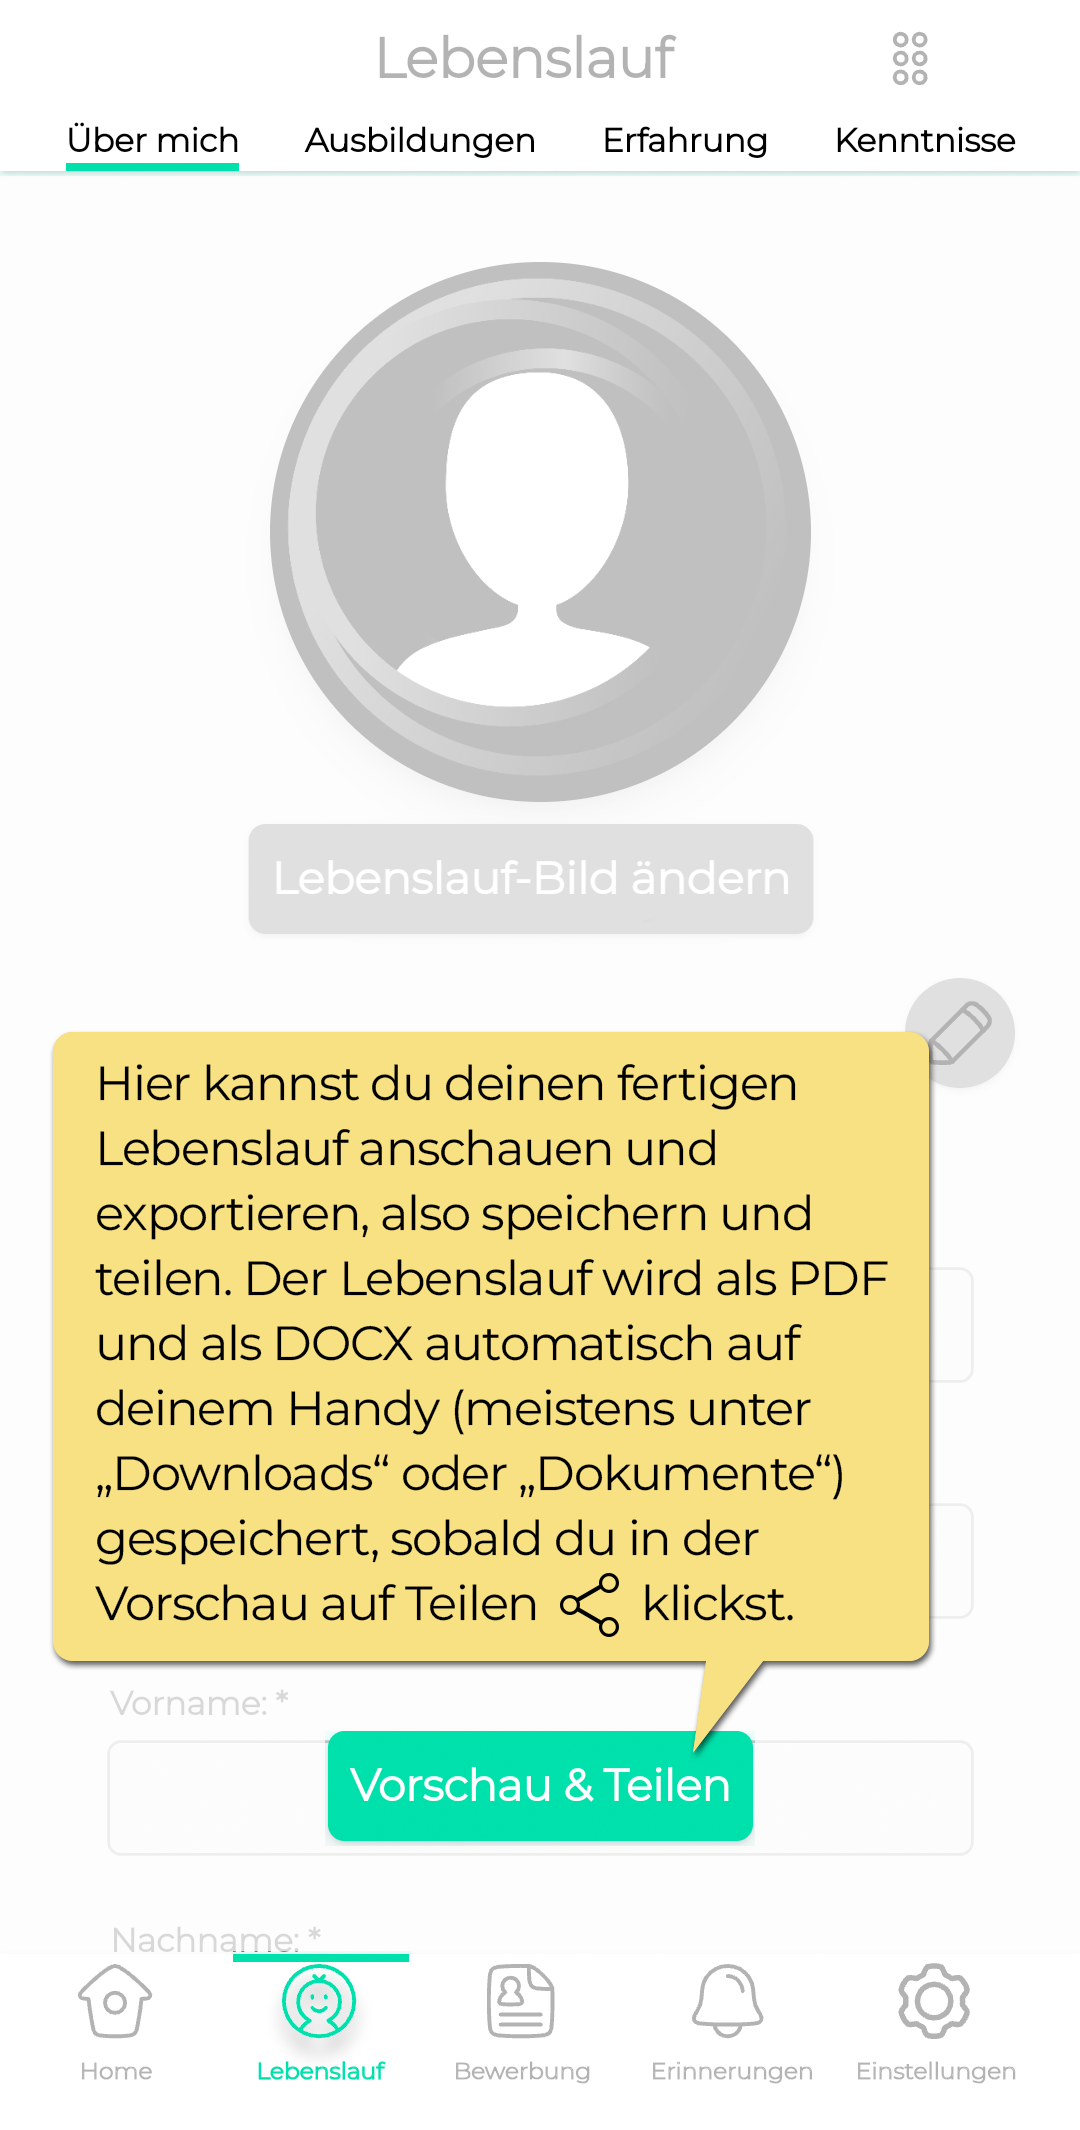 Lebenslauf
Über mich Ausbildungen Erfahrung Kenntnisse
Lebenslauf-Bild ändern
Hier kannst du deinen fertigen
Lebenslauf anschauen und
exportieren, also speichern und
teilen. Der Lebenslauf wird als PDF
und als DOCX automatisch auf
deinem Handy (meistens unter
„Downloads“ oder „Dokumente“)
gespeichert, sobald du in der
Vorschau auf Teilen klickst.
Vorname: *
Vorschau & Teilen
Nachname: *
Home Lebenslauf Bewerbung Erinnerungen Einstellungen